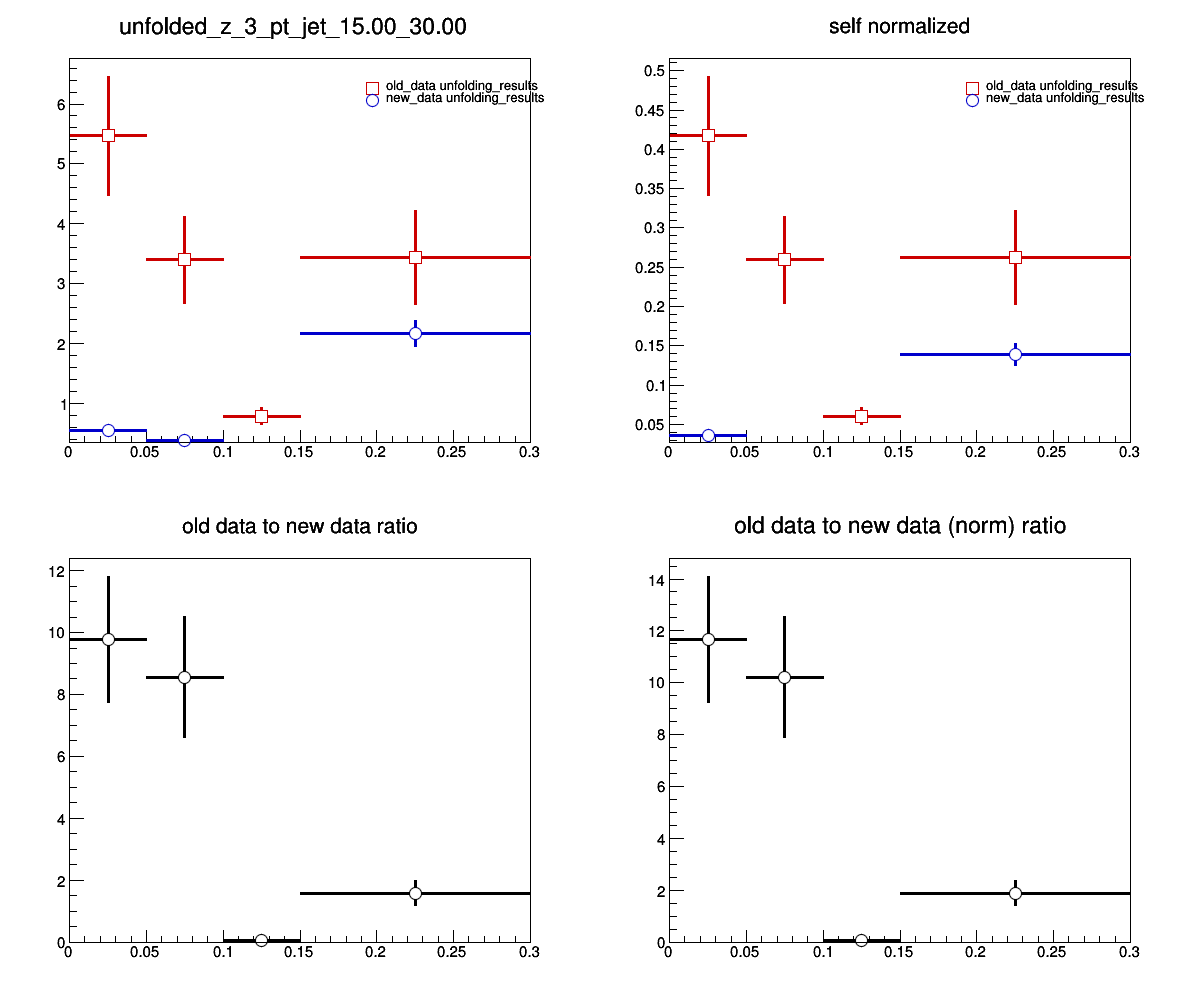 unfolded_z_3_pt_jet_15.00_30.00
old_data unfolding_results
new_data unfolding_results
6
5
4
3
2
1
0 0.05 0.1 0.15 0.2 0.25 0.3
self normalized
old_data unfolding_results
new_data unfolding_results
0.5
0.45
0.4
0.35
0.3
0.25
0.2
0.15
0.1
0.05
0 0.05 0.1 0.15 0.2 0.25 0.3
old data to new data ratio
12
10
8
6
4
2
0
0 0.05 0.1 0.15 0.2 0.25 0.3
old data to new data (norm) ratio
14
12
10
8
6
4
2
0
0 0.05 0.1 0.15 0.2 0.25 0.3